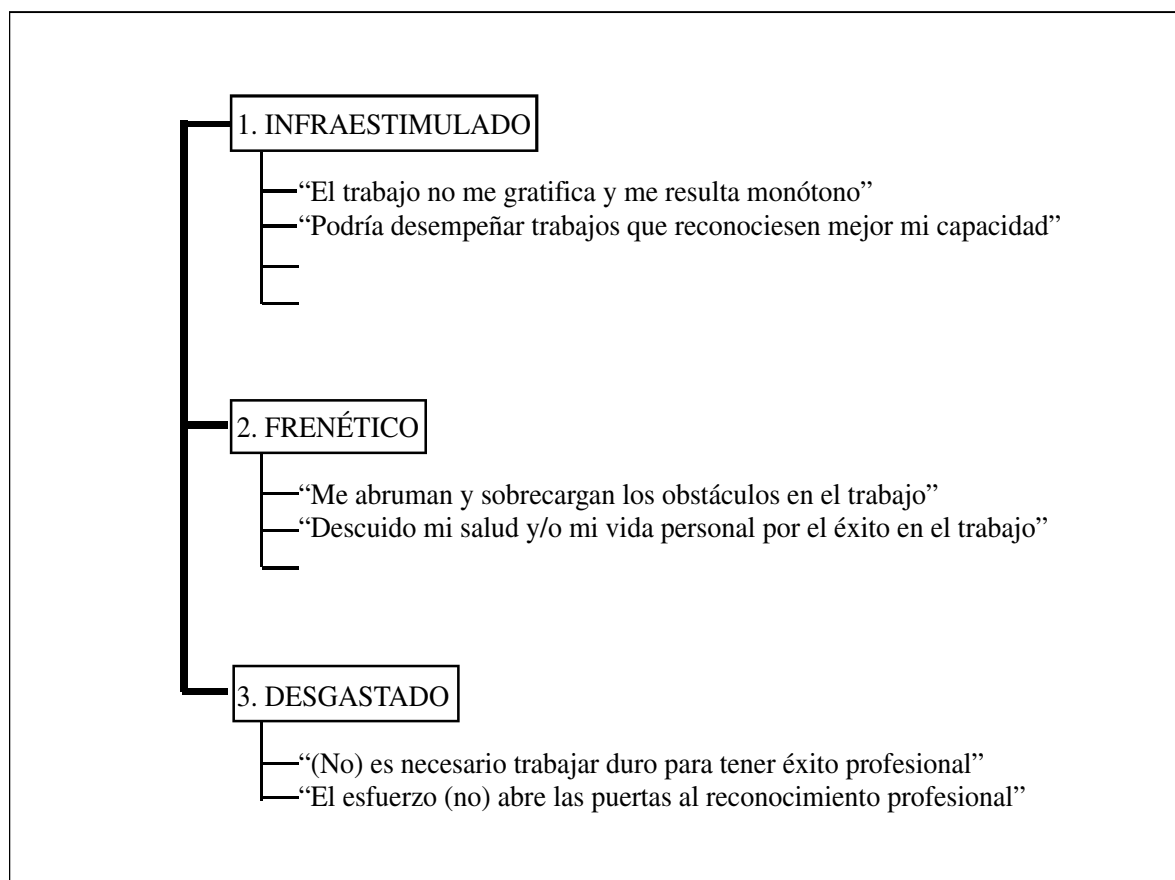 1. INFRAESTIMULADO
“El trabajo no me gratifica y me resulta monótono”
“Podría desempeñar trabajos que reconociesen mejor mi capacidad”
2. FRENÉTICO
“Me abruman y sobrecargan los obstáculos en el trabajo”
“Descuido mi salud y/o mi vida personal por el éxito en el trabajo”
3. DESGASTADO
“(No) es necesario trabajar duro para tener éxito profesional”
“El esfuerzo (no) abre las puertas al reconocimiento profesional”